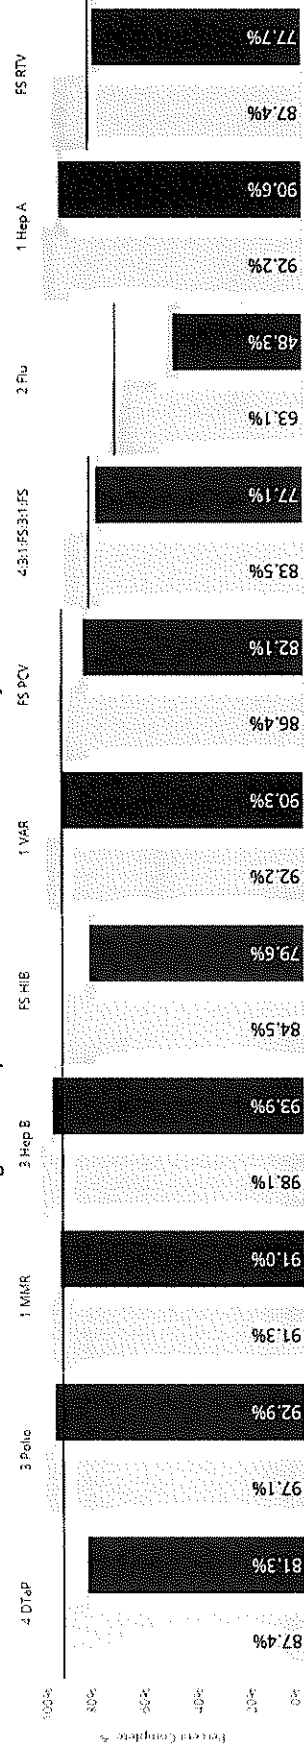 4 DTaP
3 Polio
1 MMR
3 Hep B
FS HIB
1 VAR
FS PCV
4:3:1:FS:3:1:FS
2 Flu
1 Hep A
FS RTV
Percent Complete %
100%
80%
60%
40%
20%
0%
87.4%
81.3%
97.1%
92.9%
91.3%
91.0%
98.1%
93.9%
84.5%
79.6%
92.2%
90.3%
86.4%
82.1%
83.5%
77.1%
63.1%
48.3%
92.2%
90.6%
87.4%
77.7%